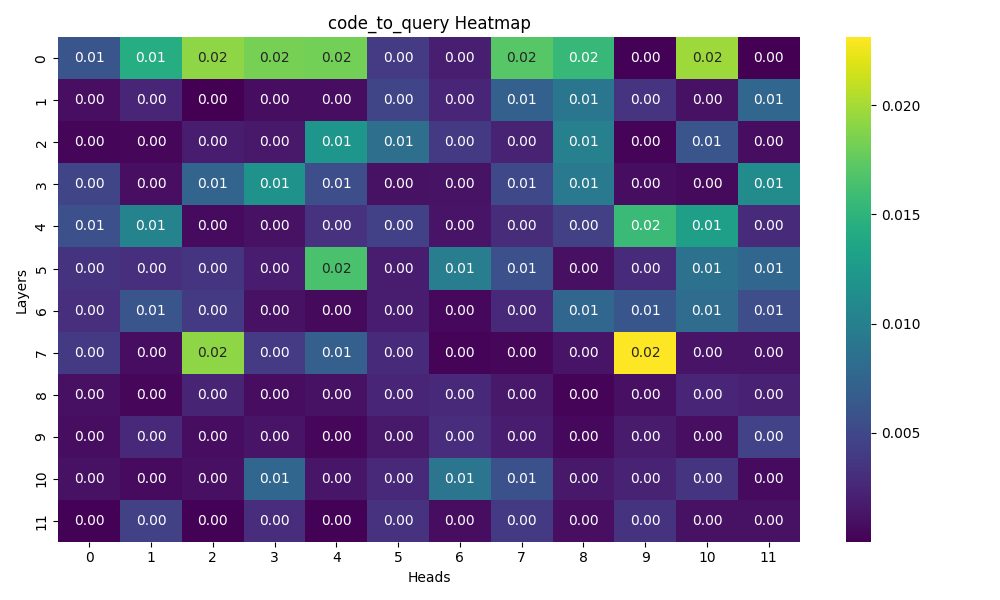 code_to_query Heatmap
0 0.01 0.01 0.02 0.02 0.02 0.00 0.00 0.02 0.02 0.00 0.02 0.00
1 0.00 0.00 0.00 0.00 0.00 0.00 0.00 0.01 0.01 0.00 0.00 0.01
2 0.00 0.00 0.00 0.00 0.01 0.01 0.00 0.00 0.01 0.00 0.01 0.00
3 0.00 0.00 0.01 0.01 0.01 0.00 0.00 0.00 0.01 0.00 0.00 0.01
4 0.01 0.01 0.00 0.00 0.00 0.00 0.00 0.00 0.00 0.02 0.01 0.00
5 0.00 0.00 0.00 0.00 0.02 0.00 0.01 0.01 0.00 0.00 0.01 0.01
6 0.00 0.01 0.00 0.00 0.00 0.00 0.00 0.00 0.01 0.01 0.01 0.01
7 0.00 0.00 0.02 0.00 0.01 0.00 0.00 0.00 0.00 0.02 0.00 0.00
8 0.00 0.00 0.00 0.00 0.00 0.00 0.00 0.00 0.00 0.00 0.00 0.00
9 0.00 0.00 0.00 0.00 0.00 0.00 0.00 0.00 0.00 0.00 0.00 0.00
10 0.00 0.00 0.00 0.01 0.00 0.00 0.01 0.01 0.00 0.00 0.00 0.00
11 0.00 0.00 0.00 0.00 0.00 0.00 0.00 0.00 0.00 0.00 0.00 0.00
0 1 2 3 4 5 6 7 8 9 10 11
Heads
Layers
0.020
0.015
0.010
0.005